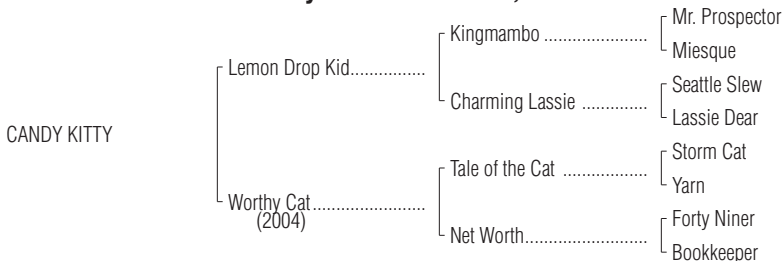 Mr. Prospector
Kingmambo ....................
Miesque
Lemon Drop Kid...............
Seattle Slew
Charming Lassie .............
Lassie Dear
CANDY KITTY
Storm Cat
Tale of the Cat .................
Yarn
Worthy Cat......................
(2004)
Forty Niner
Net Worth........................
Bookkeeper